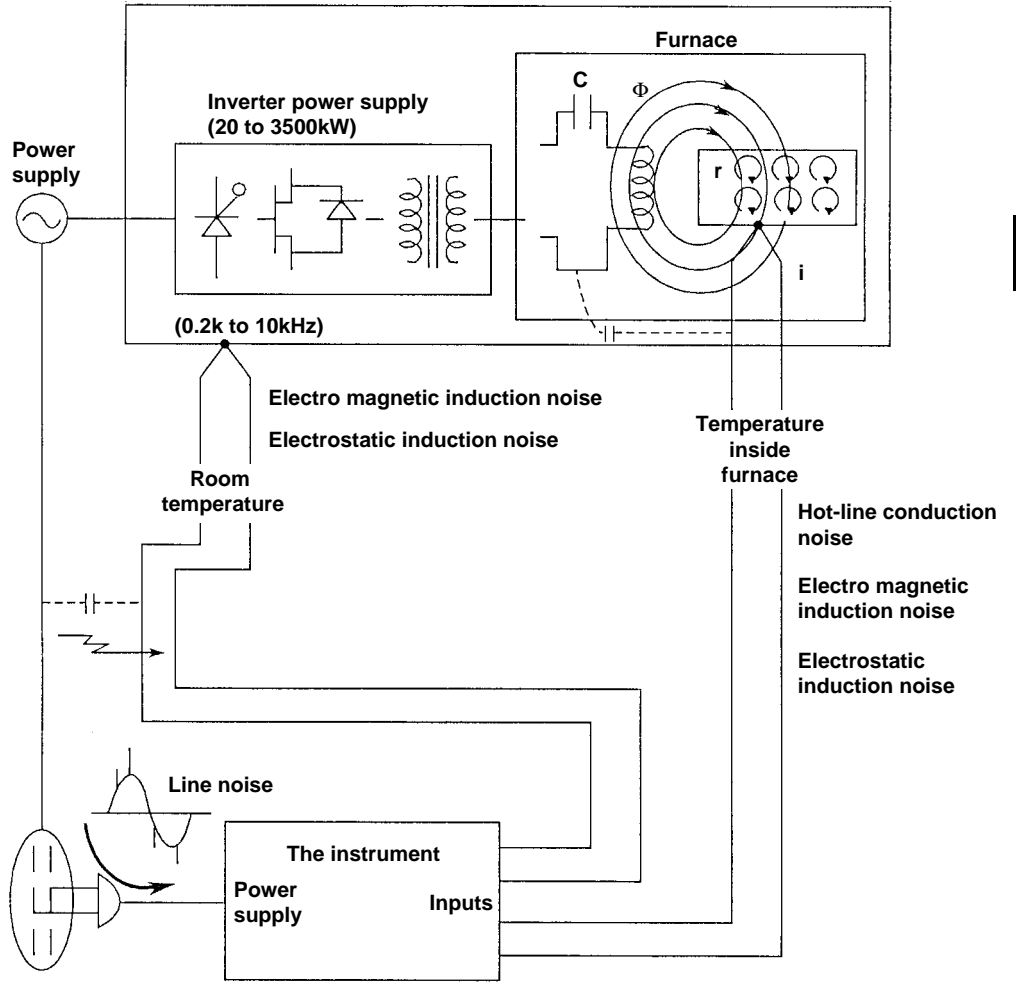 Furnace
C
Φ
Inverter power supply
(20 to 3500kW)
Power
supply
r
i
(0.2k to 10kHz)
Electro magnetic induction noise
Electrostatic induction noise
Temperature
inside
furnace
Room
temperature
Hot-line conduction
noise
Electro magnetic
induction noise
Electrostatic
induction noise
Line noise
The instrument
Power
supply
Inputs